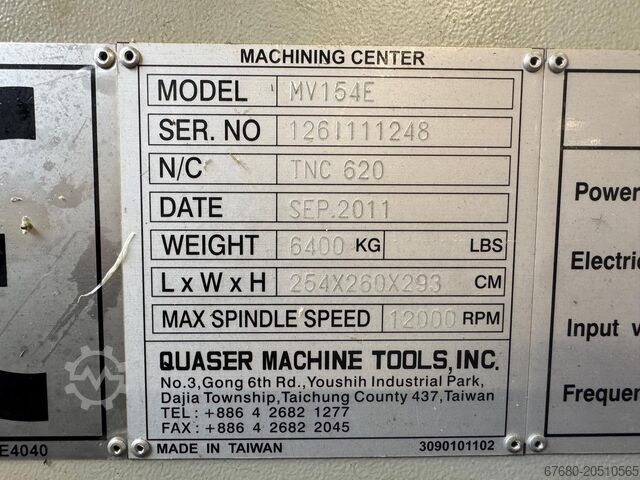 MACHINING CENTER
MODEL MV154E
SER. NO 126I111248
N/C TNC 620
DATE SEP.2011
WEIGHT 6400 KG LBS
L x W x H 254X260X293 CM
MAX SPINDLE SPEED 12000 RPM
QUASER MACHINE TOOLS,INC.
No.3,Gong 6th Rd.,Youshih Industrial Park,
Dajia Township,Taichung County 437,Taiwan
TEL : +886 4 2682 1277
FAX : +886 4 2682 2045
MADE IN TAIWAN 3090101102
E4040
Power
Electric
Input v
Frequen
67680-20510565